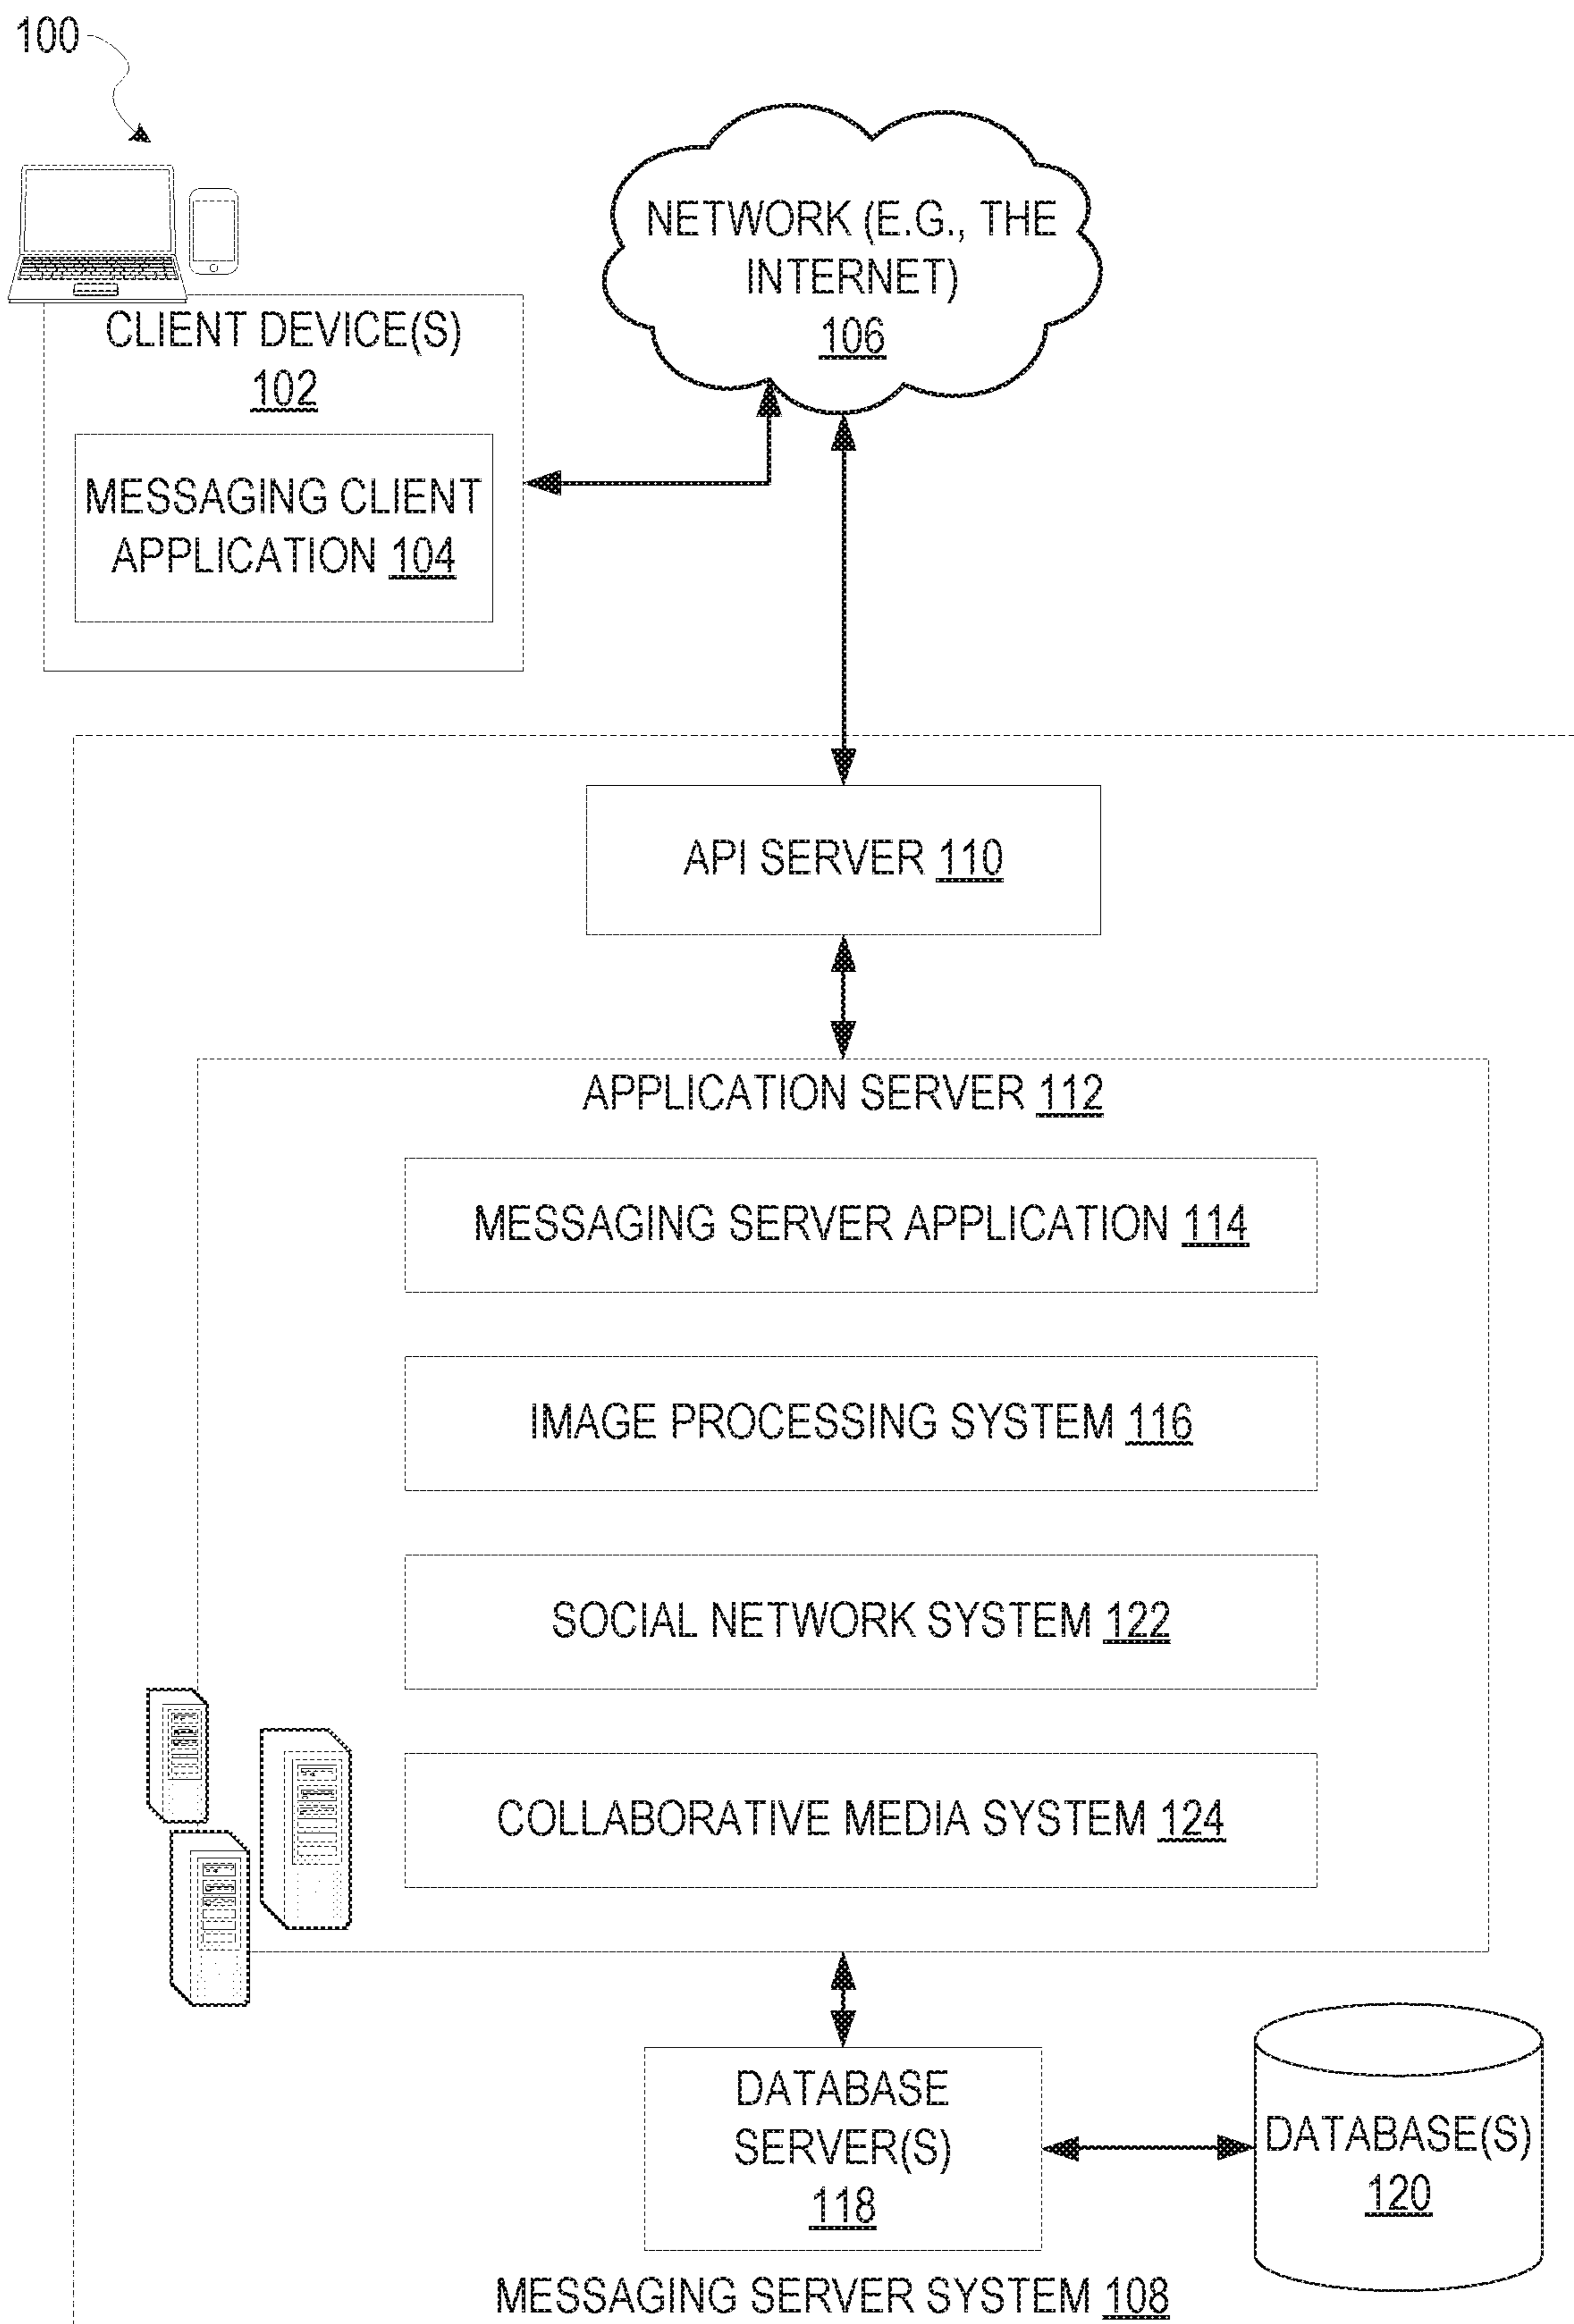 100
NETWORK (E.G., THE
INTERNET)
106
CLIENT DEVICE(S)
102
MESSAGING CLIENT
APPLICATION 104
API SERVER 110
APPLICATION SERVER 112
MESSAGING SERVER APPLICATION 114
IMAGE PROCESSING SYSTEM 116
SOCIAL NETWORK SYSTEM 122
COLLABORATIVE MEDIA SYSTEM 124
DATABASE
SERVER(S)
118
DATABASE(S)
120
MESSAGING SERVER SYSTEM 108